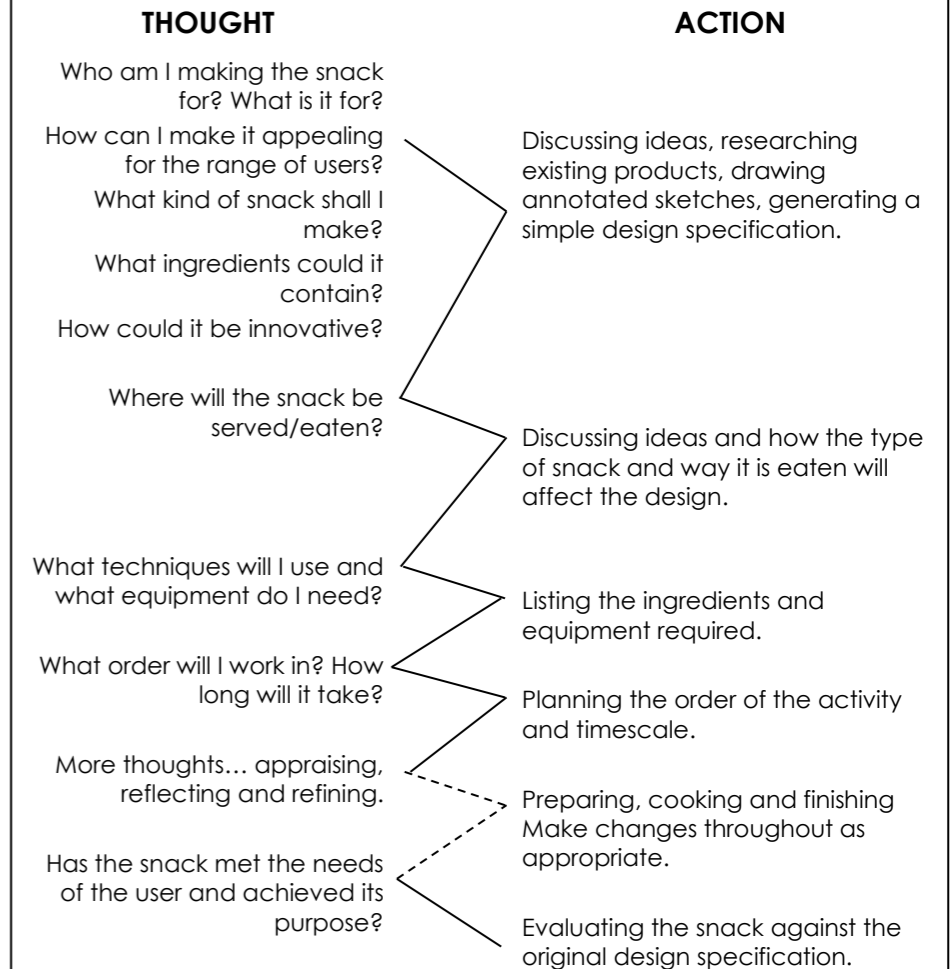 THOUGHT
ACTION
Who am I making the snack
for? What is it for?
How can I make it appealing
for the range of users?
What kind of snack shall I
make?
What ingredients could it
contain?
How could it be innovative?
Discussing ideas, researching
existing products, drawing
annotated sketches, generating a
simple design specification.
Where will the snack be
served/eaten?
Discussing ideas and how the type
of snack and way it is eaten will
affect the design.
What techniques will I use and
what equipment do I need?
Listing the ingredients and
equipment required.
What order will I work in? How
long will it take?
Planning the order of the activity
and timescale.
More thoughts… appraising,
reflecting and refining.
Preparing, cooking and finishing
Make changes throughout as
appropriate.
Has the snack met the needs
of the user and achieved its
purpose?
Evaluating the snack against the
original design specification.